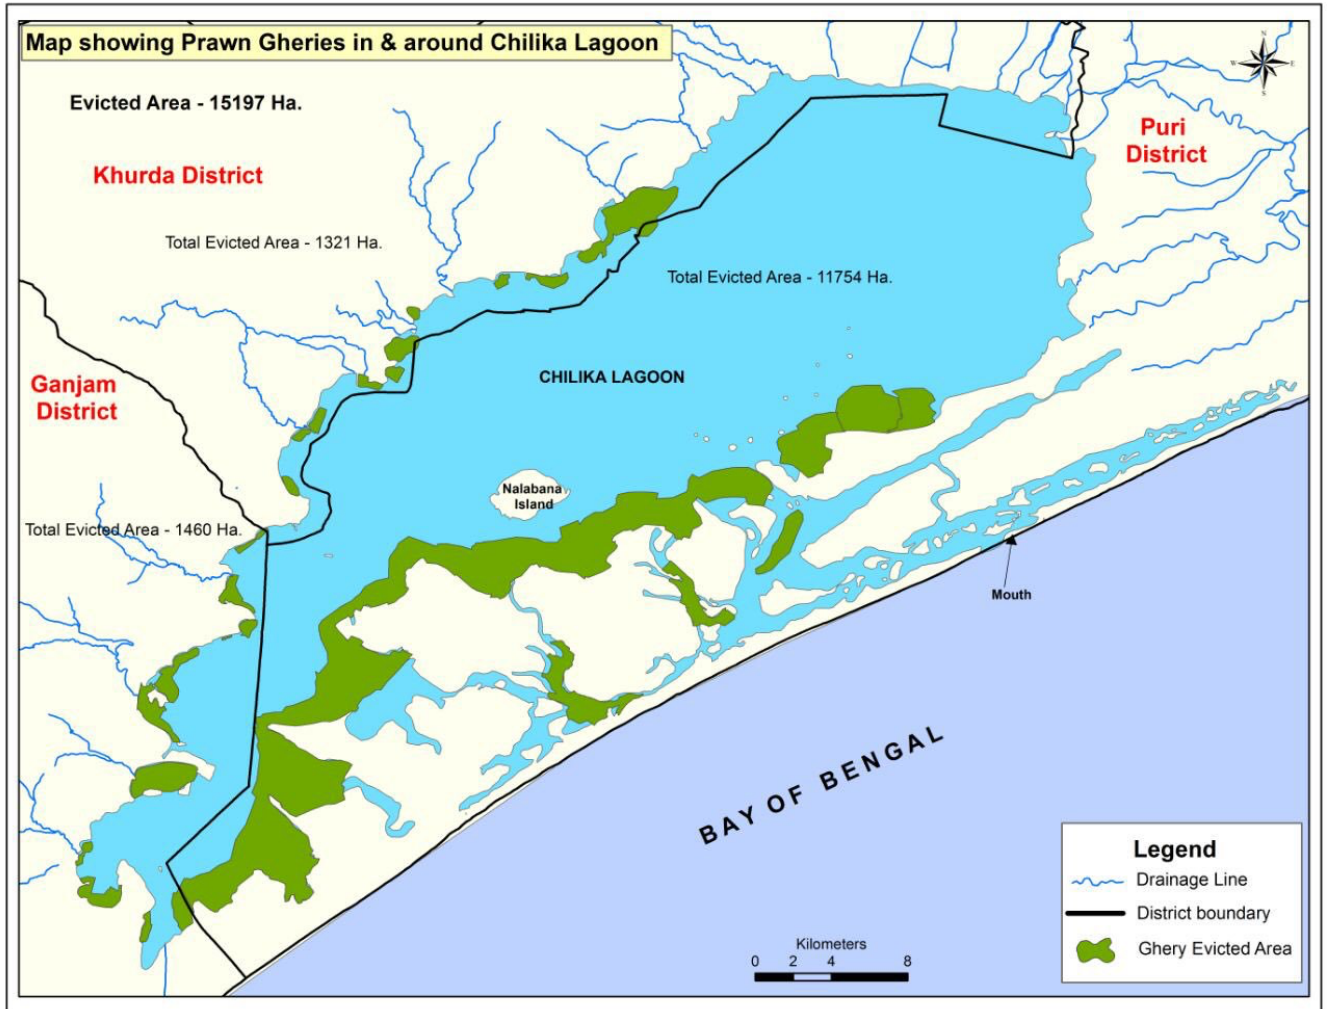 Map showing Prawn Gheries in & around Chilika Lagoon
N
W
E
S
Evicted Area - 15197 Ha.
Puri
District
Khurda District
Total Evicted Area - 1321 Ha.
Total Evicted Area - 11754 Ha.
CHILIKA LAGOON
Ganjam
District
Nalabana
Island
Total Evicted Area - 1460 Ha.
Mouth
BAY OF BENGAL
Legend
Drainage Line
District boundary
Ghery Evicted Area
Kilometers
0 2 4 8